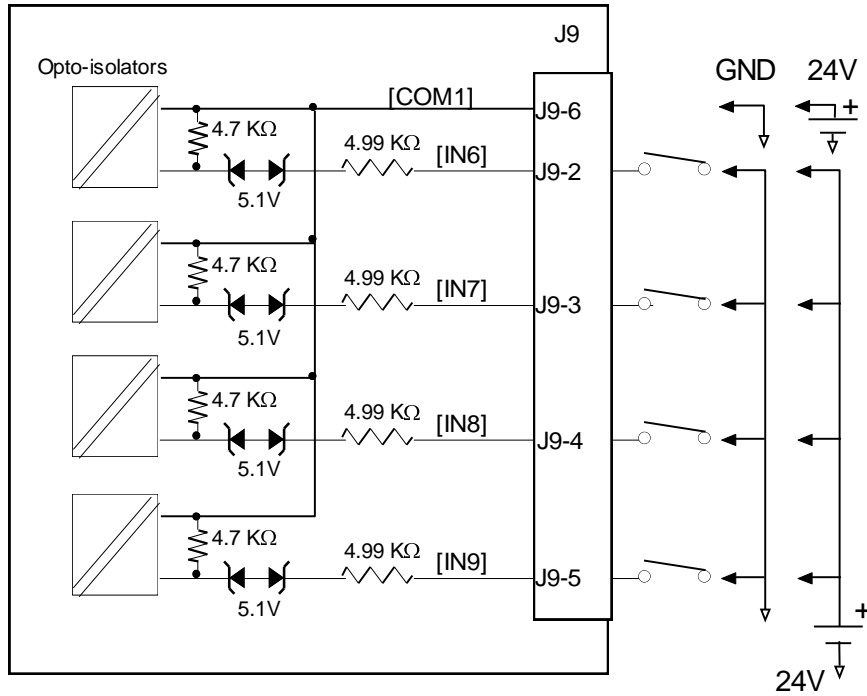 J9
Opto-isolators
GND 24V
[COM1] J9-6 +
4.7 KΩ
4.99 KΩ [IN6] J9-2
5.1V
4.7 KΩ
4.99 KΩ [IN7] J9-3
5.1V
4.7 KΩ
4.99 KΩ [IN8] J9-4
5.1V
4.7 KΩ
4.99 KΩ [IN9] J9-5
5.1V
+
24V